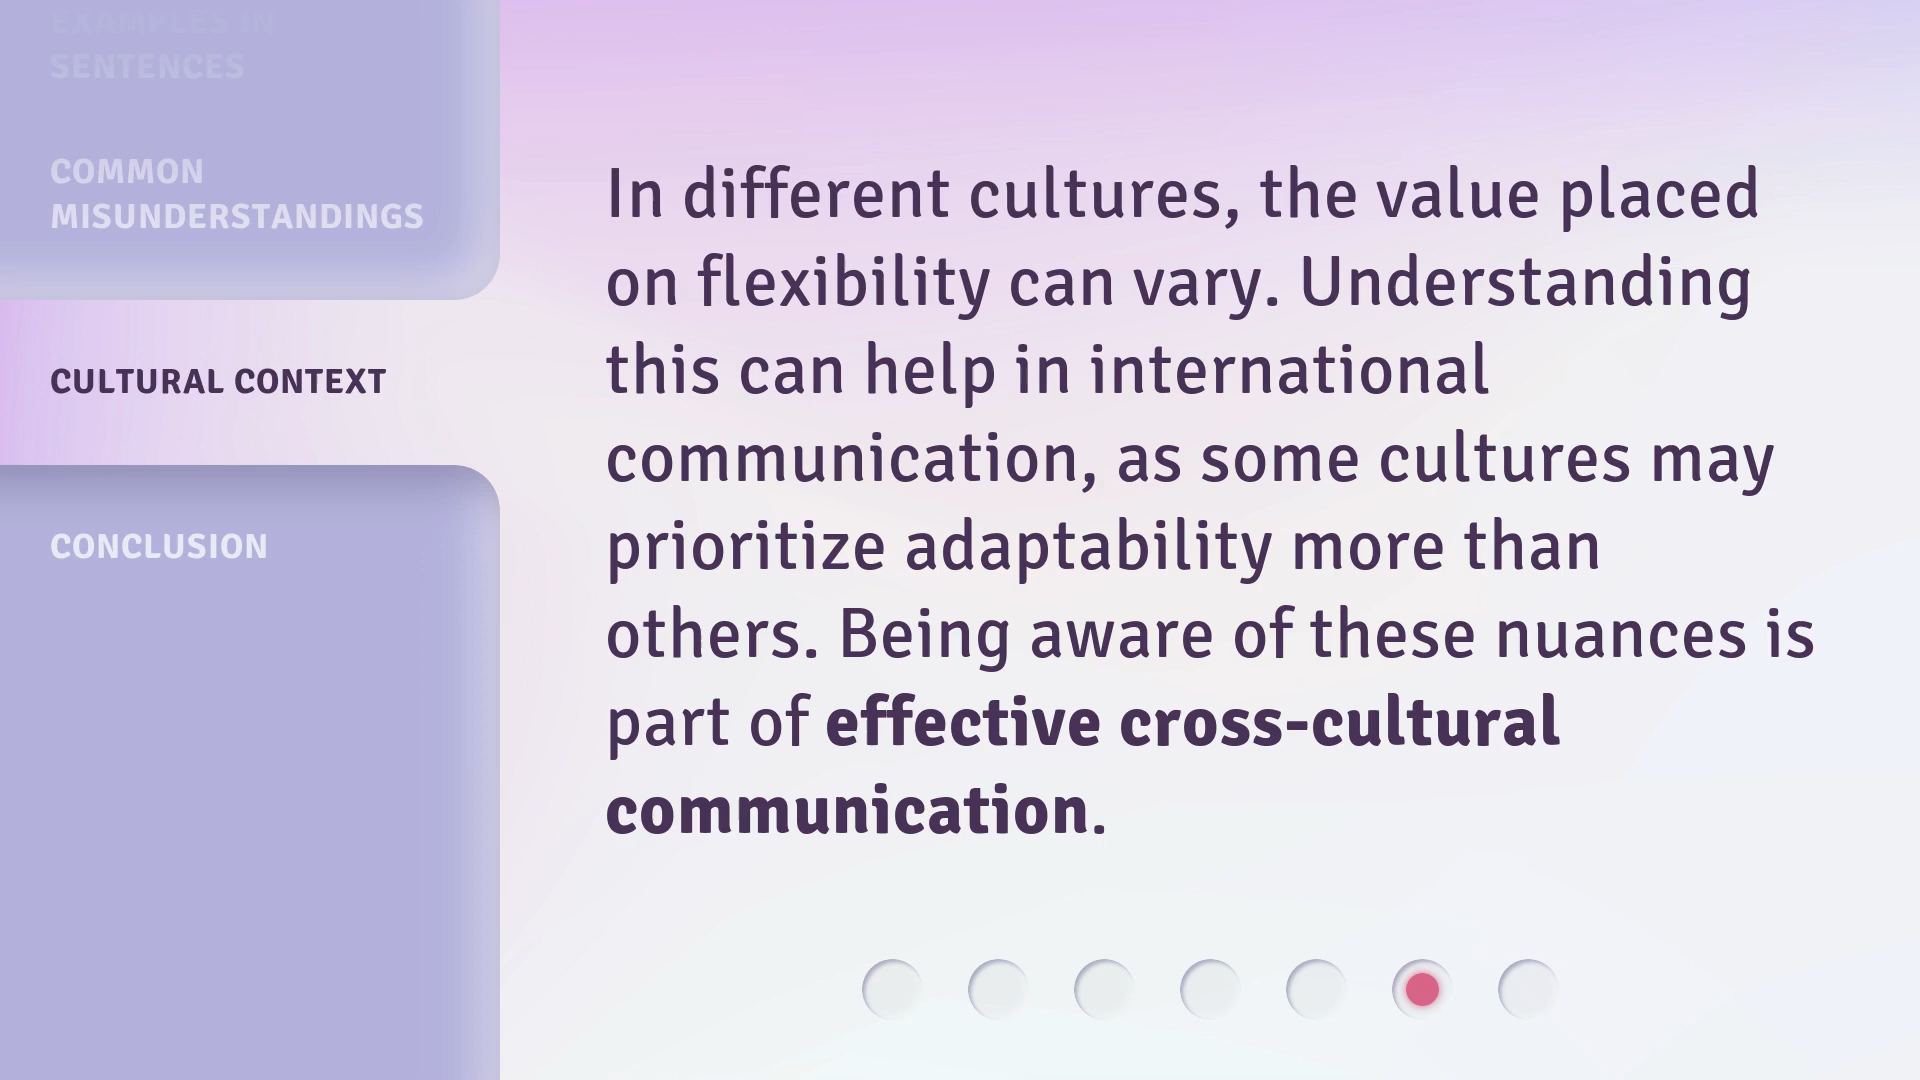 EXAMPLES IN
SENTENCES
COMMON
MISUNDERSTANDINGS
CULTURAL CONTEXT
CONCLUSION
In different cultures, the value placed
on flexibility can vary. Understanding
this can help in international
communication, as some cultures may
prioritize adaptability more than
others. Being aware of these nuances is
part of effective cross-cultural
communication.